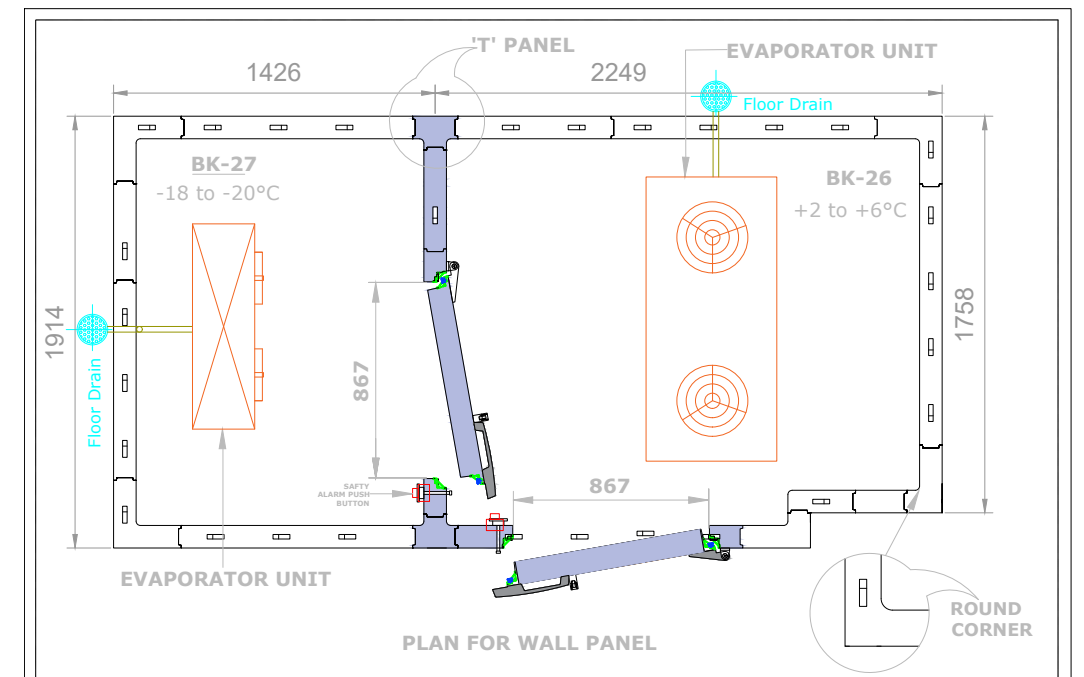 'T' PANEL
EVAPORATOR UNIT
1426
2249
Floor Drain
BK-27
-18 to -20°C
BK-26
+2 to +6°C
1914
1758
Floor Drain
867
SAFTY
ALARM PUSH
BUTTON
867
EVAPORATOR UNIT
ROUND
CORNER
PLAN FOR WALL PANEL